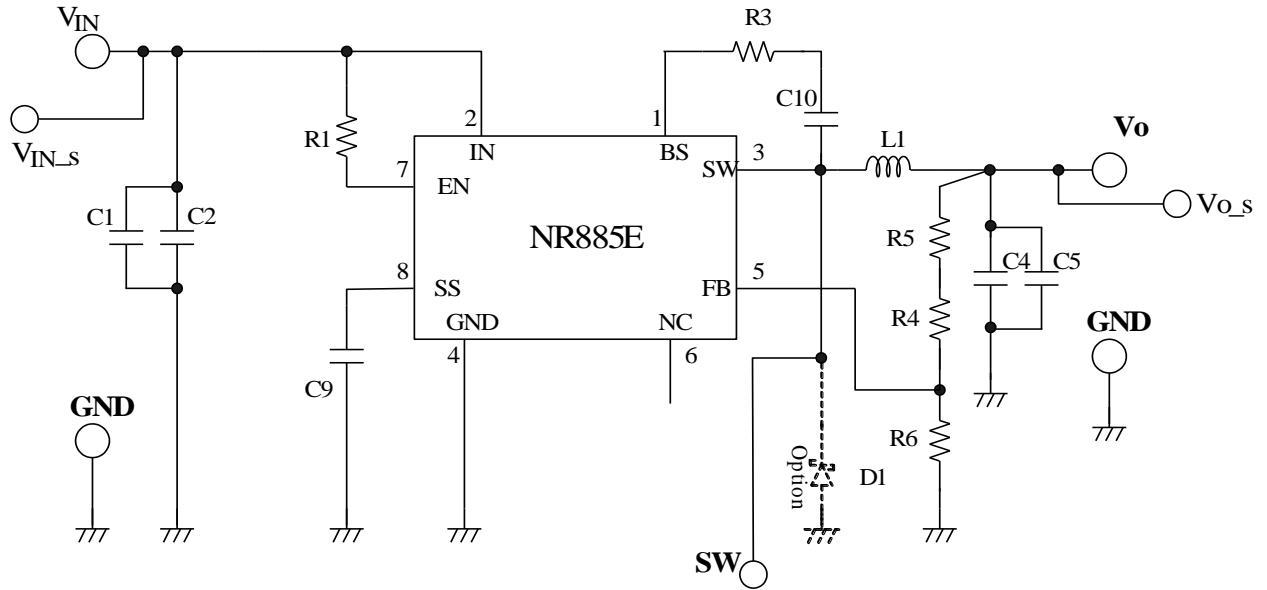 VIN
R3
C10
VIN_s
R1
2
1
IN
BS
L1
Vo
7
EN
SW
3
Vo_s
C1
C2
NR885E
R5
C4
C5
8
SS
FB
5
GND
NC
R4
GND
4
6
C9
GND
R6
Option
D1
SW